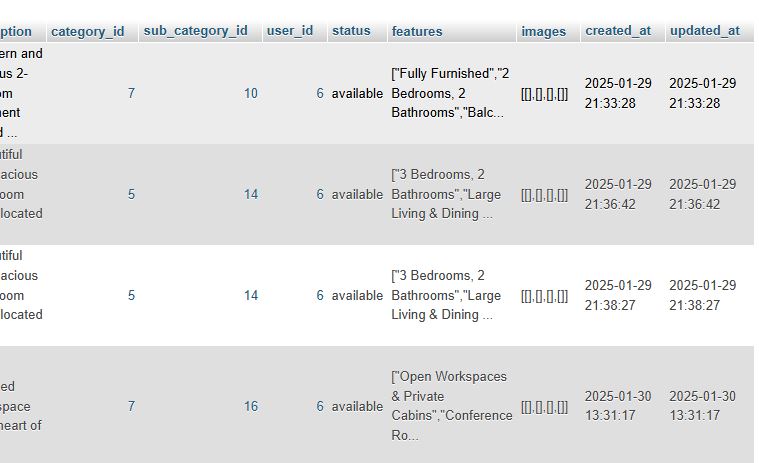 ption category_id sub_category_id user_id status features images created_at updated_at
ern and
us 2-
om
nent
d ...
7 10 6 available ["Fully Furnished","2
Bedrooms, 2
Bathrooms","Balc... [[],[],[],[]] 2025-01-29
21:33:28 2025-01-29
21:33:28
utiful
acious
oom
located
5 14 6 available ["3 Bedrooms, 2
Bathrooms","Large
Living & Dining ... [[],[],[],[]] 2025-01-29
21:36:42 2025-01-29
21:36:42
utiful
acious
oom
located
5 14 6 available ["3 Bedrooms, 2
Bathrooms","Large
Living & Dining ... [[],[],[],[]] 2025-01-29
21:38:27 2025-01-29
21:38:27
ed
space
heart of
7 16 6 available ["Open Workspaces
& Private
Cabins","Conference
Ro... [[],[],[],[]] 2025-01-30
13:31:17 2025-01-30
13:31:17